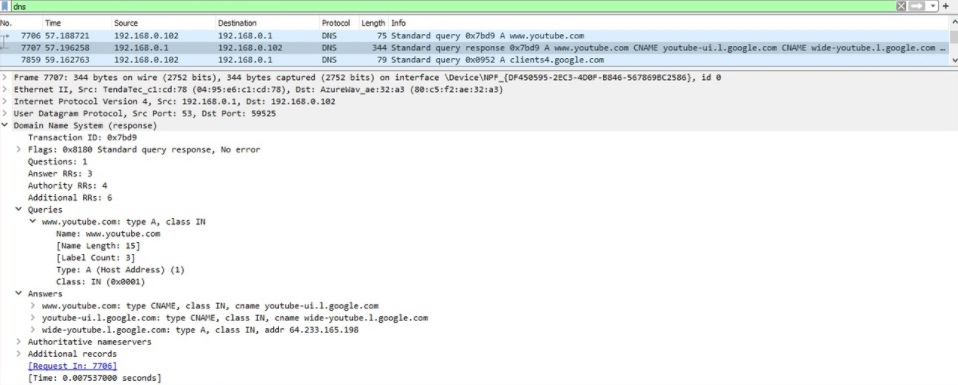 dns
No. Time Source Destination Protocol Length Info
7706 57.188721 192.168.0.102 192.168.0.1 DNS 75 Standard query 0x7bd9 A www.youtube.com
7707 57.196258 192.168.0.1 192.168.0.102 DNS 344 Standard query response 0x7bd9 A www.youtube.com CNAME youtube-ui.l.google.com CNAME wide-youtube.l.google.com …
7859 59.162763 192.168.0.102 192.168.0.1 DNS 79 Standard query 0x0952 A clients4.google.com
Frame 7707: 344 bytes on wire (2752 bits), 344 bytes captured (2752 bits) on interface \Device\NPF_{DF450595-2EC3-4D0F-B846-567869BC2586}, id 0
Ethernet II, Src: TendaTec_c1:cd:78 (04:95:e6:c1:cd:78), Dst: AzureWav_ae:32:a3 (80:c5:f2:ae:32:a3)
Internet Protocol Version 4, Src: 192.168.0.1, Dst: 192.168.0.102
User Datagram Protocol, Src Port: 53, Dst Port: 59525
Domain Name System (response)
Transaction ID: 0x7bd9
Flags: 0x8180 Standard query response, No error
Questions: 1
Answer RRs: 3
Authority RRs: 4
Additional RRs: 6
Queries
www.youtube.com: type A, class IN
Name: www.youtube.com
[Name Length: 15]
[Label Count: 3]
Type: A (Host Address) (1)
Class: IN (0x0001)
Answers
www.youtube.com: type CNAME, class IN, cname youtube-ui.l.google.com
youtube-ui.l.google.com: type CNAME, class IN, cname wide-youtube.l.google.com
wide-youtube.l.google.com: type A, class IN, addr 64.233.165.198
Authoritative nameservers
Additional records
[Request In: 7706]
[Time: 0.007537000 seconds]